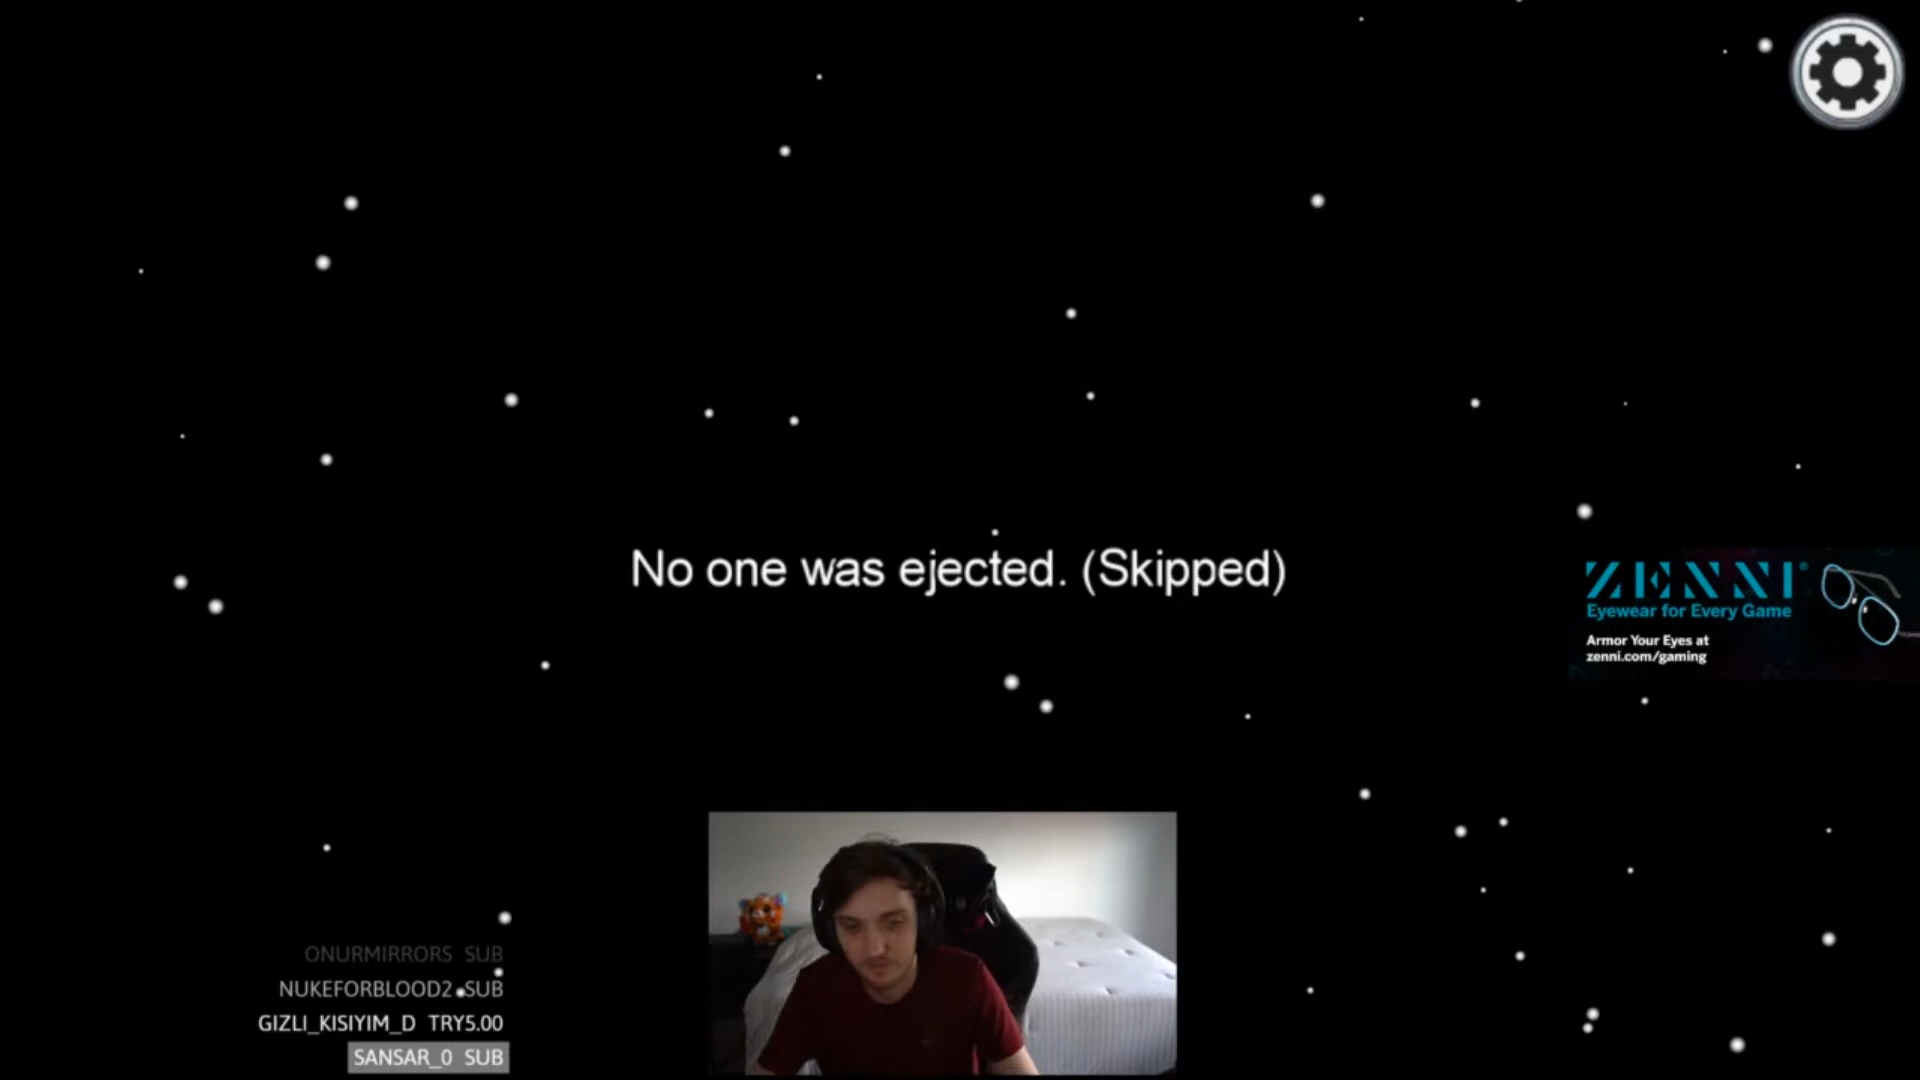 No one was ejected. (Skipped)
ZENNI®
Eyewear for Every Game
Armor Your Eyes at
zenni.com/gaming
ONURMIRRORS SUB
NUKEFORBLOOD2 SUB
GIZLI_KISIYIM_D TRY5.00
SANSAR_0 SUB